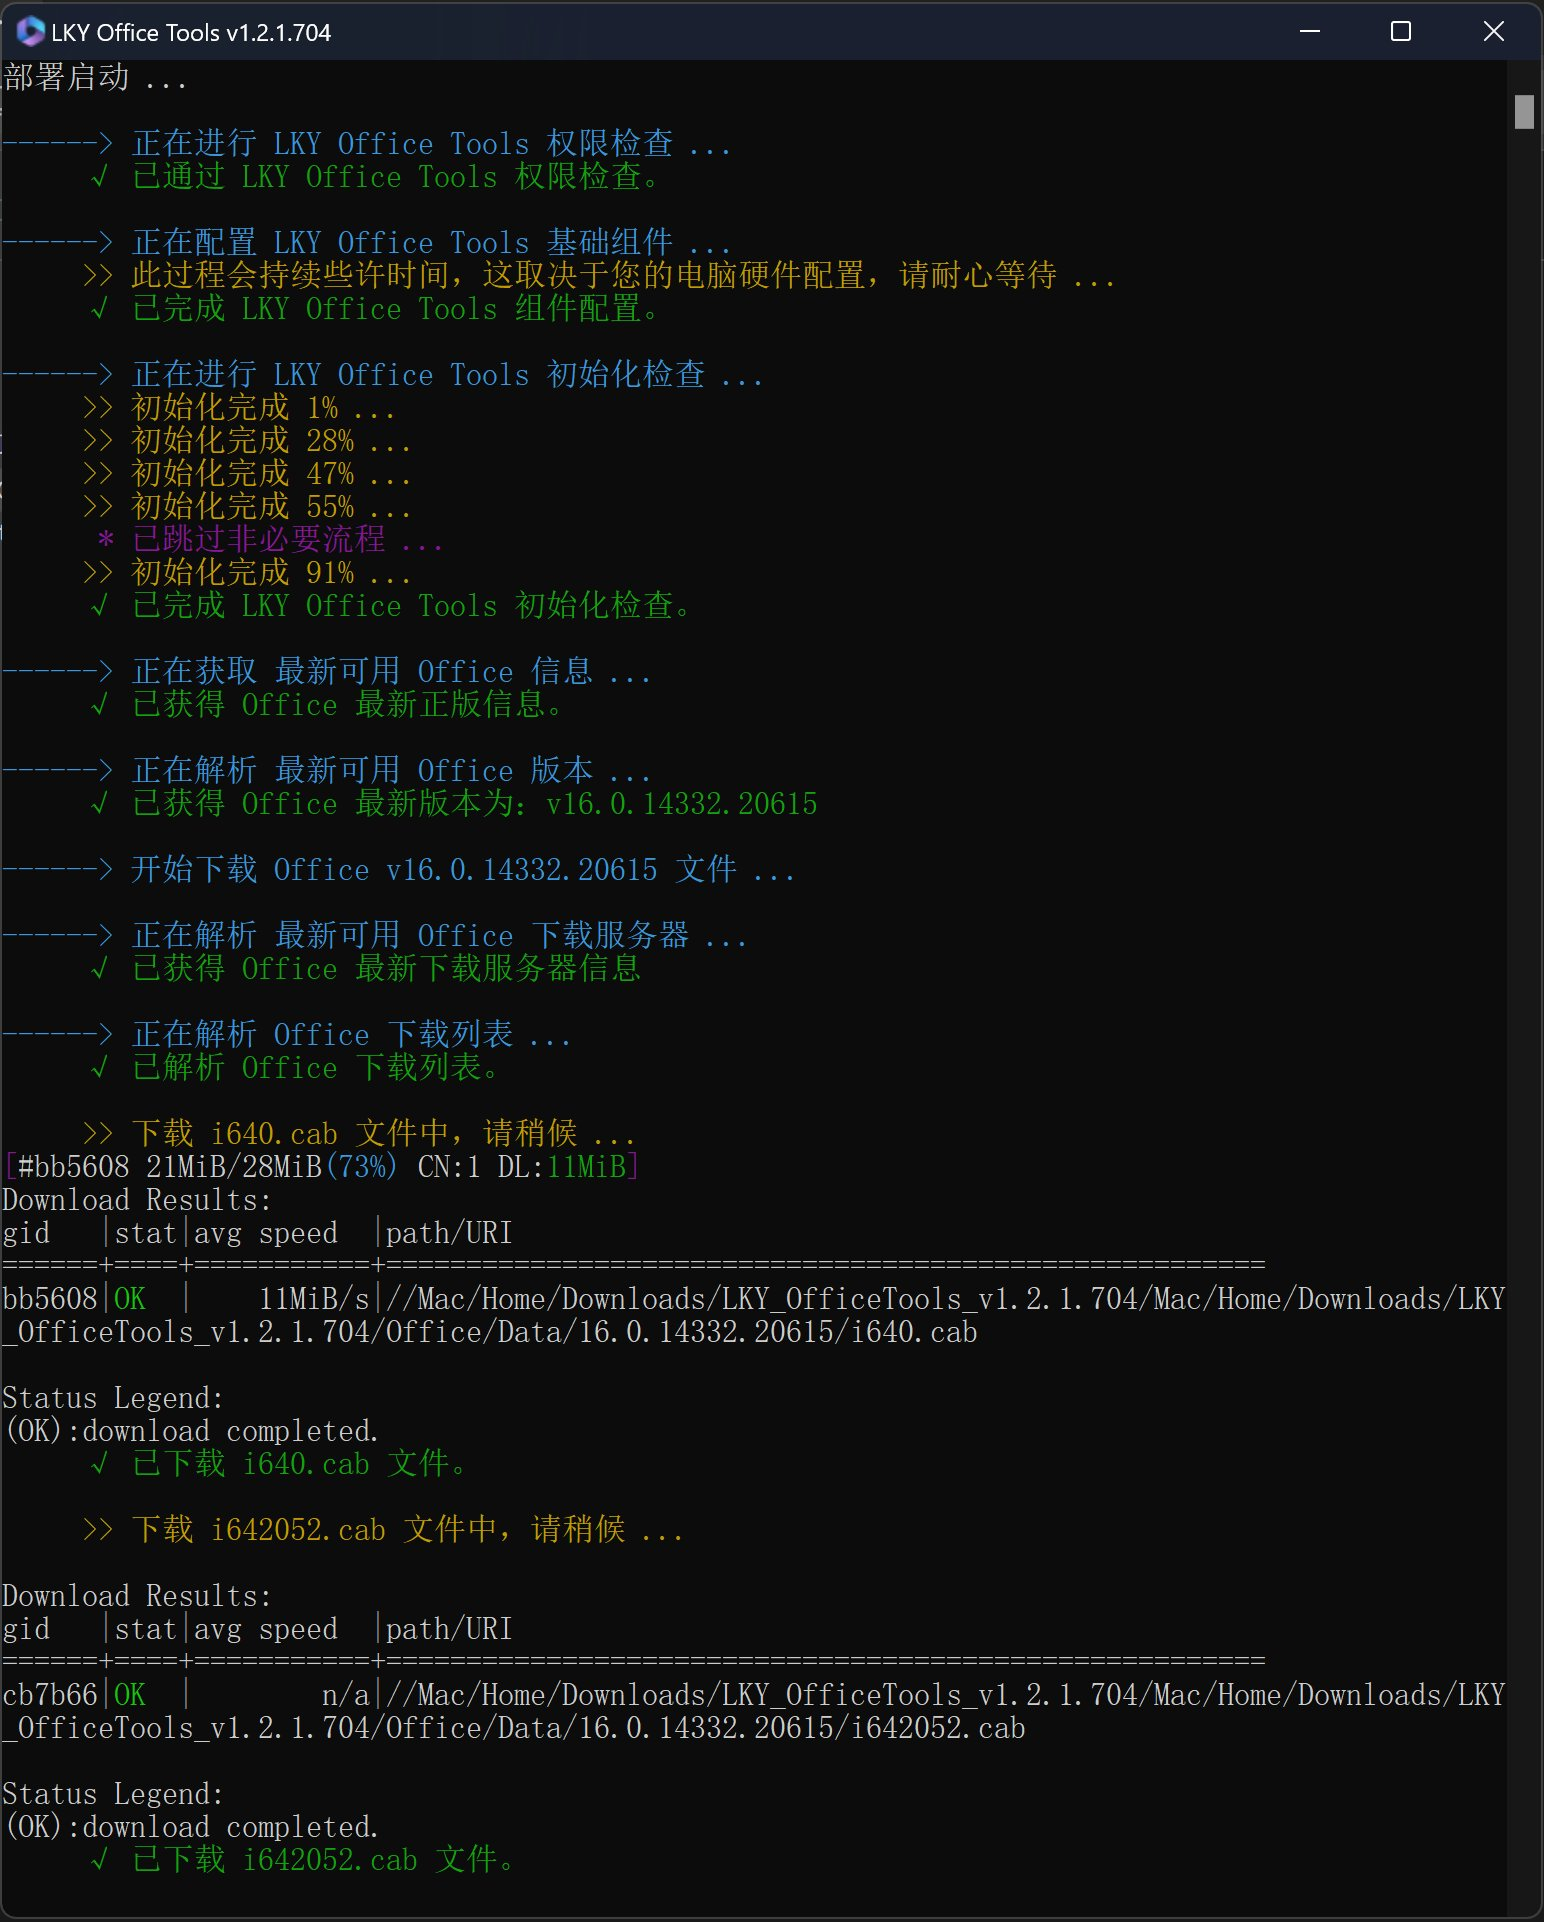 LKY Office Tools v1.2.1.704
部署启动 ...
------> 正在进行 LKY Office Tools 权限检查 ...
√ 已通过 LKY Office Tools 权限检查。
------> 正在配置 LKY Office Tools 基础组件 ...
>> 此过程会持续些许时间，这取决于您的电脑硬件配置，请耐心等待 ...
√ 已完成 LKY Office Tools 组件配置。
------> 正在进行 LKY Office Tools 初始化检查 ...
>> 初始化完成 1% ...
>> 初始化完成 28% ...
>> 初始化完成 47% ...
>> 初始化完成 55% ...
* 已跳过非必要流程 ...
>> 初始化完成 91% ...
√ 已完成 LKY Office Tools 初始化检查。
------> 正在获取 最新可用 Office 信息 ...
√ 已获得 Office 最新正版信息。
------> 正在解析 最新可用 Office 版本 ...
√ 已获得 Office 最新版本为：v16.0.14332.20615
------> 开始下载 Office v16.0.14332.20615 文件 ...
------> 正在解析 最新可用 Office 下载服务器 ...
√ 已获得 Office 最新下载服务器信息
------> 正在解析 Office 下载列表 ...
√ 已解析 Office 下载列表。
>> 下载 i640.cab 文件中，请稍候 ...
[#bb5608 21MiB/28MiB(73%) CN:1 DL:11MiB]
Download Results:
gid   |stat|avg speed  |path/URI
======+====+===========+=======================================================
bb5608|OK  |    11MiB/s|//Mac/Home/Downloads/LKY_OfficeTools_v1.2.1.704/Mac/Home/Downloads/LKY
_OfficeTools_v1.2.1.704/Office/Data/16.0.14332.20615/i640.cab
Status Legend:
(OK):download completed.
√ 已下载 i640.cab 文件。
>> 下载 i642052.cab 文件中，请稍候 ...
Download Results:
gid   |stat|avg speed  |path/URI
======+====+===========+=======================================================
cb7b66|OK  |        n/a|//Mac/Home/Downloads/LKY_OfficeTools_v1.2.1.704/Mac/Home/Downloads/LKY
_OfficeTools_v1.2.1.704/Office/Data/16.0.14332.20615/i642052.cab
Status Legend:
(OK):download completed.
√ 已下载 i642052.cab 文件。